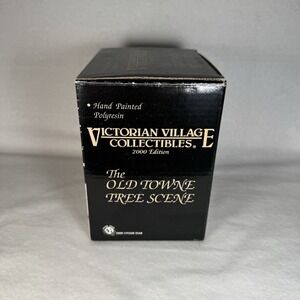 • Hand Painted
Polyresin
VICTORIAN VILLAGE
COLLECTIBLES®
2000 Edition
The
OLD TOWNE
TREE SCENE